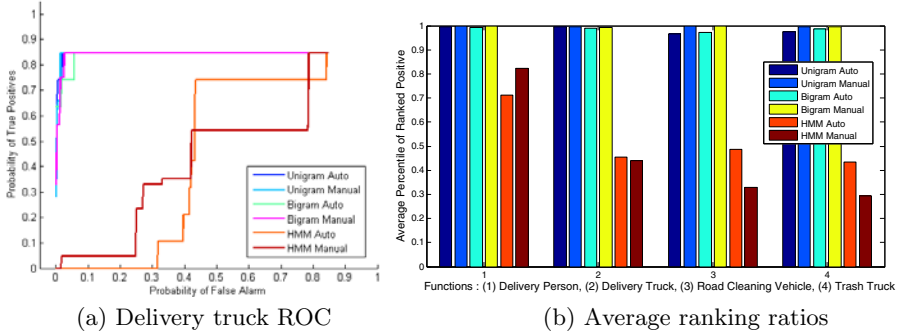 1
0.9
0.8
0.7
0.6
0.5
0.4
0.3
0.2
0.1
0
Probability of True Positives
Unigram Auto
Unigram Manual
Bigram Auto
Bigram Manual
HMM Auto
HMM Manual
0 0.1 0.2 0.3 0.4 0.5 0.6 0.7 0.8 0.9 1
Probability of False Alarm
(a) Delivery truck ROC
1
0.9
0.8
0.7
0.6
0.5
0.4
0.3
0.2
0.1
0
Average Percentile of Ranked Positive
Unigram Auto
Unigram Manual
Bigram Auto
Bigram Manual
HMM Auto
HMM Manual
1 2 3 4
Functions : (1) Delivery Person, (2) Delivery Truck, (3) Road Cleaning Vehicle, (4) Trash Truck
(b) Average ranking ratios